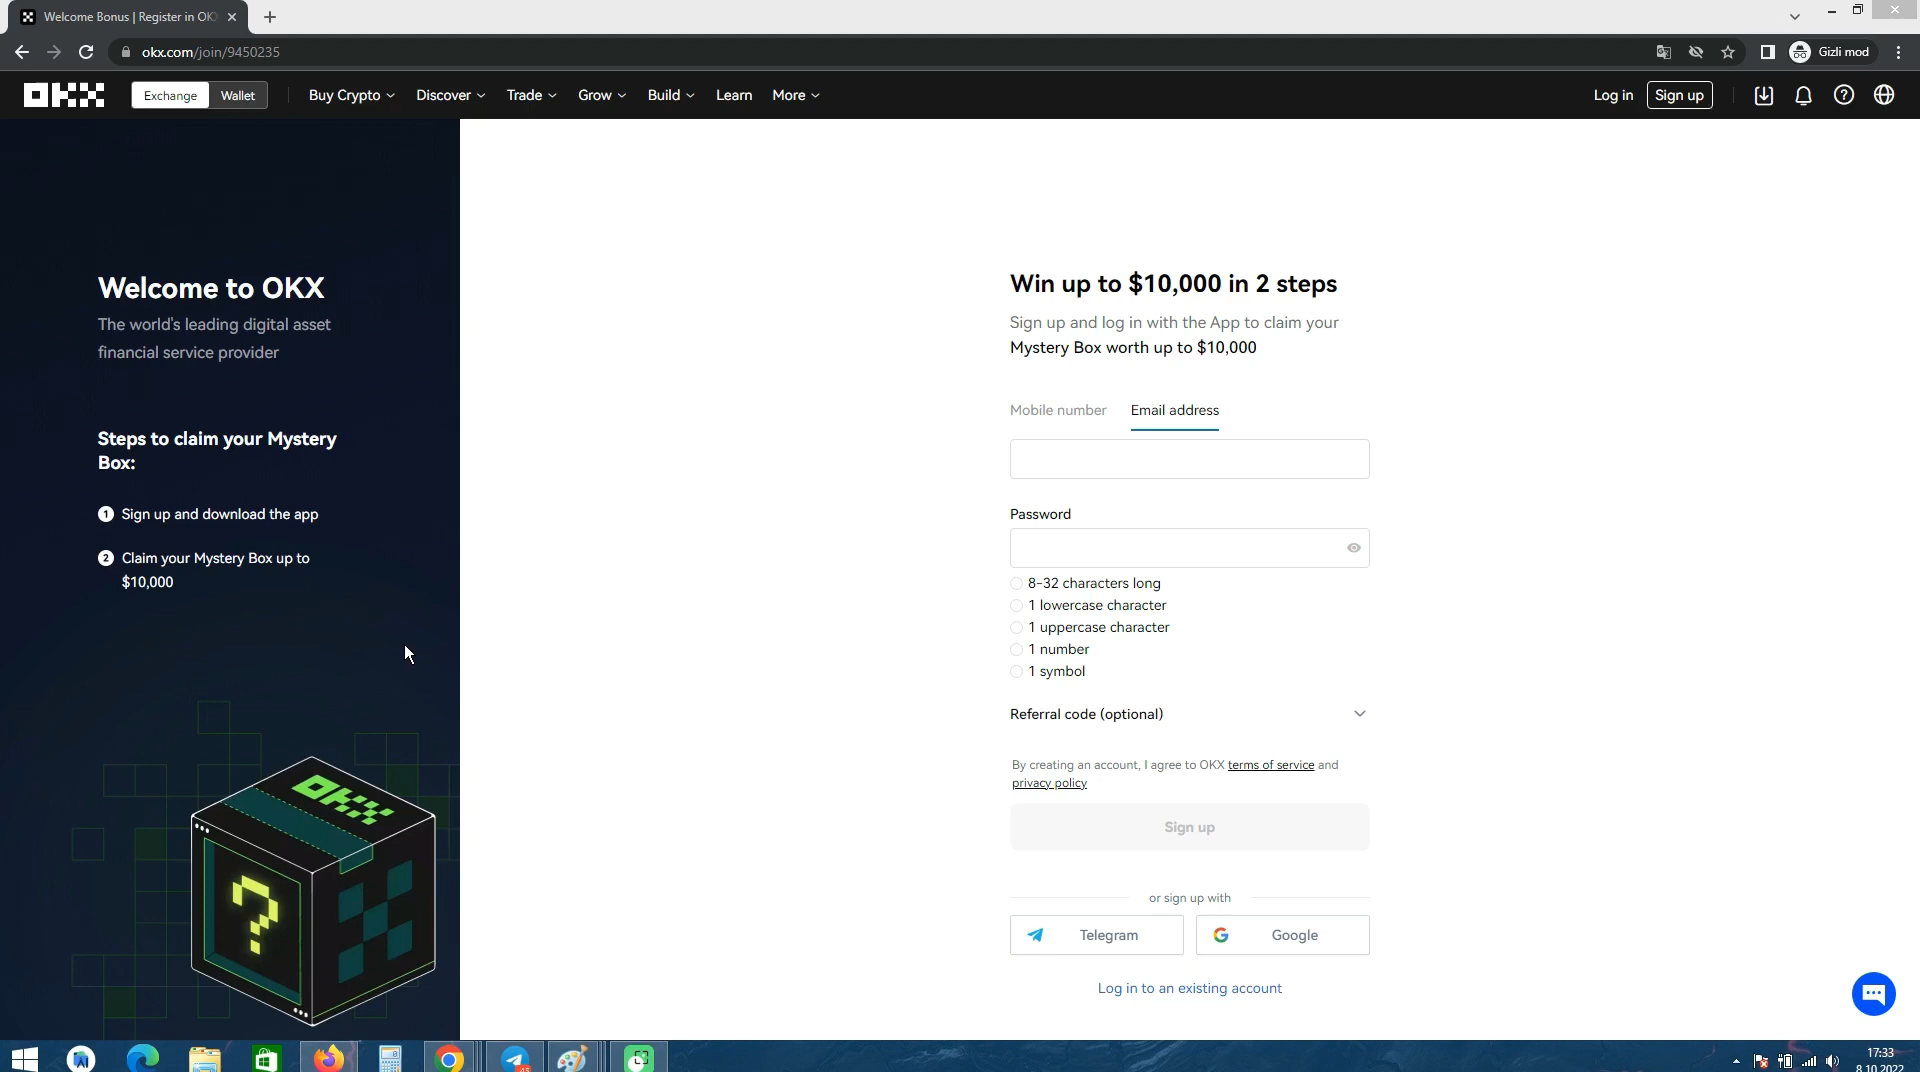 Welcome Bonus | Register in OK
okx.com/join/9450235
Gizli mod
OKX
Exchange
Wallet
Buy Crypto
Discover
Trade
Grow
Build
Learn
More
Log in
Sign up
Welcome to OKX
The world's leading digital asset
financial service provider
Steps to claim your Mystery
Box:
1 Sign up and download the app
2 Claim your Mystery Box up to
$10,000
OKX
?
Win up to $10,000 in 2 steps
Sign up and log in with the App to claim your
Mystery Box worth up to $10,000
Mobile number
Email address
Password
8-32 characters long
1 lowercase character
1 uppercase character
1 number
1 symbol
Referral code (optional)
By creating an account, I agree to OKX terms of service and
privacy policy
Sign up
or sign up with
Telegram
Google
Log in to an existing account
17:33
8.10.2022